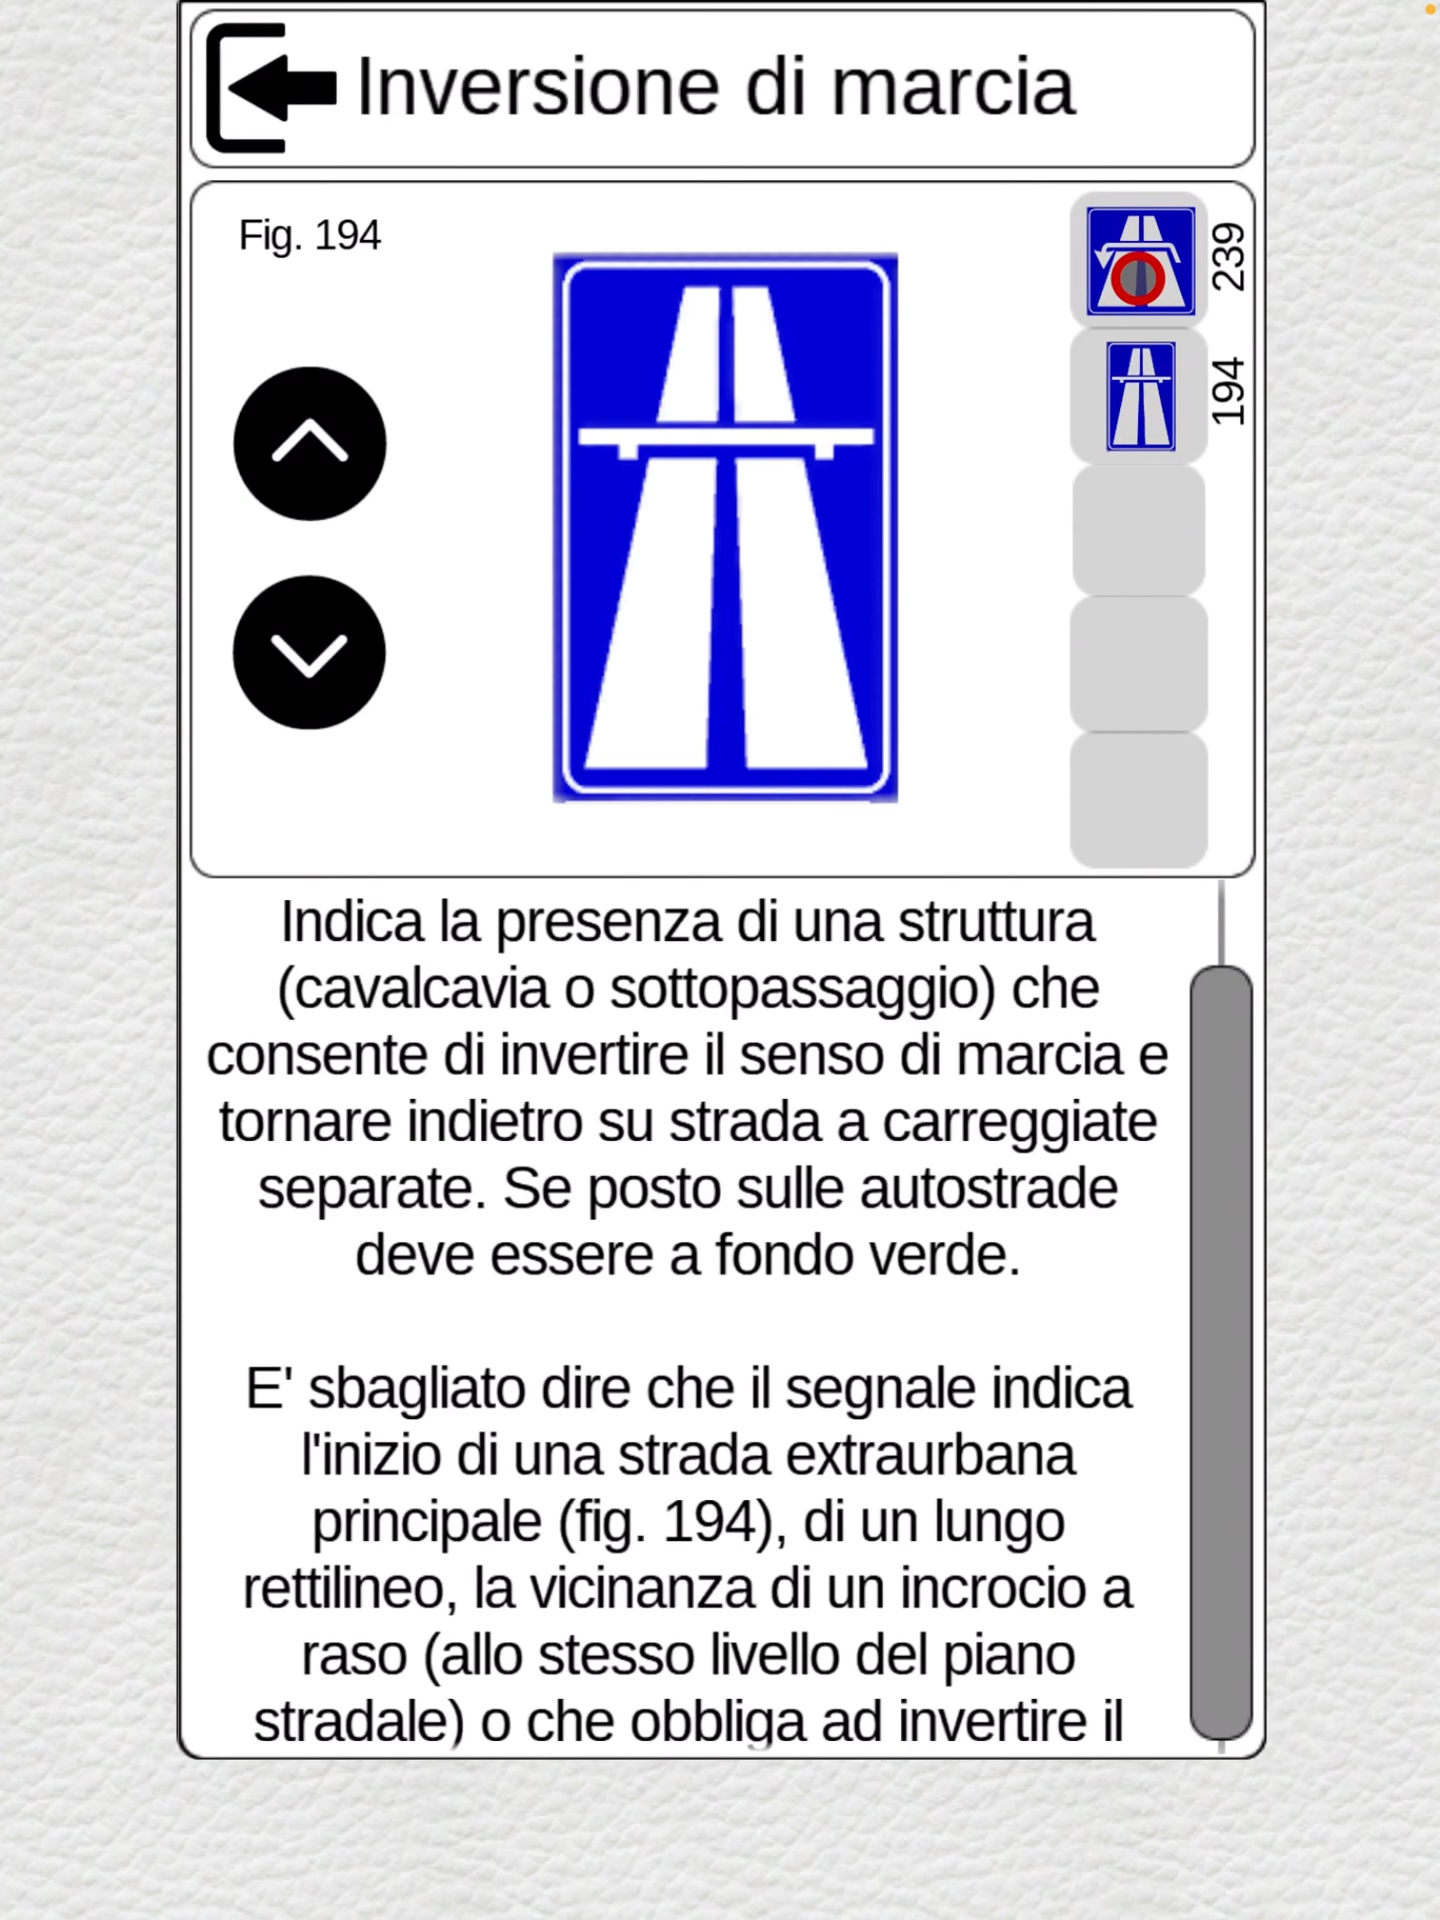 Inversione di marcia
Fig. 194
239
194
Indica la presenza di una struttura
(cavalcavia o sottopassaggio) che
consente di invertire il senso di marcia e
tornare indietro su strada a carreggiate
separate. Se posto sulle autostrade
deve essere a fondo verde.
E' sbagliato dire che il segnale indica
l'inizio di una strada extraurbana
principale (fig. 194), di un lungo
rettilineo, la vicinanza di un incrocio a
raso (allo stesso livello del piano
stradale) o che obbliga ad invertire il